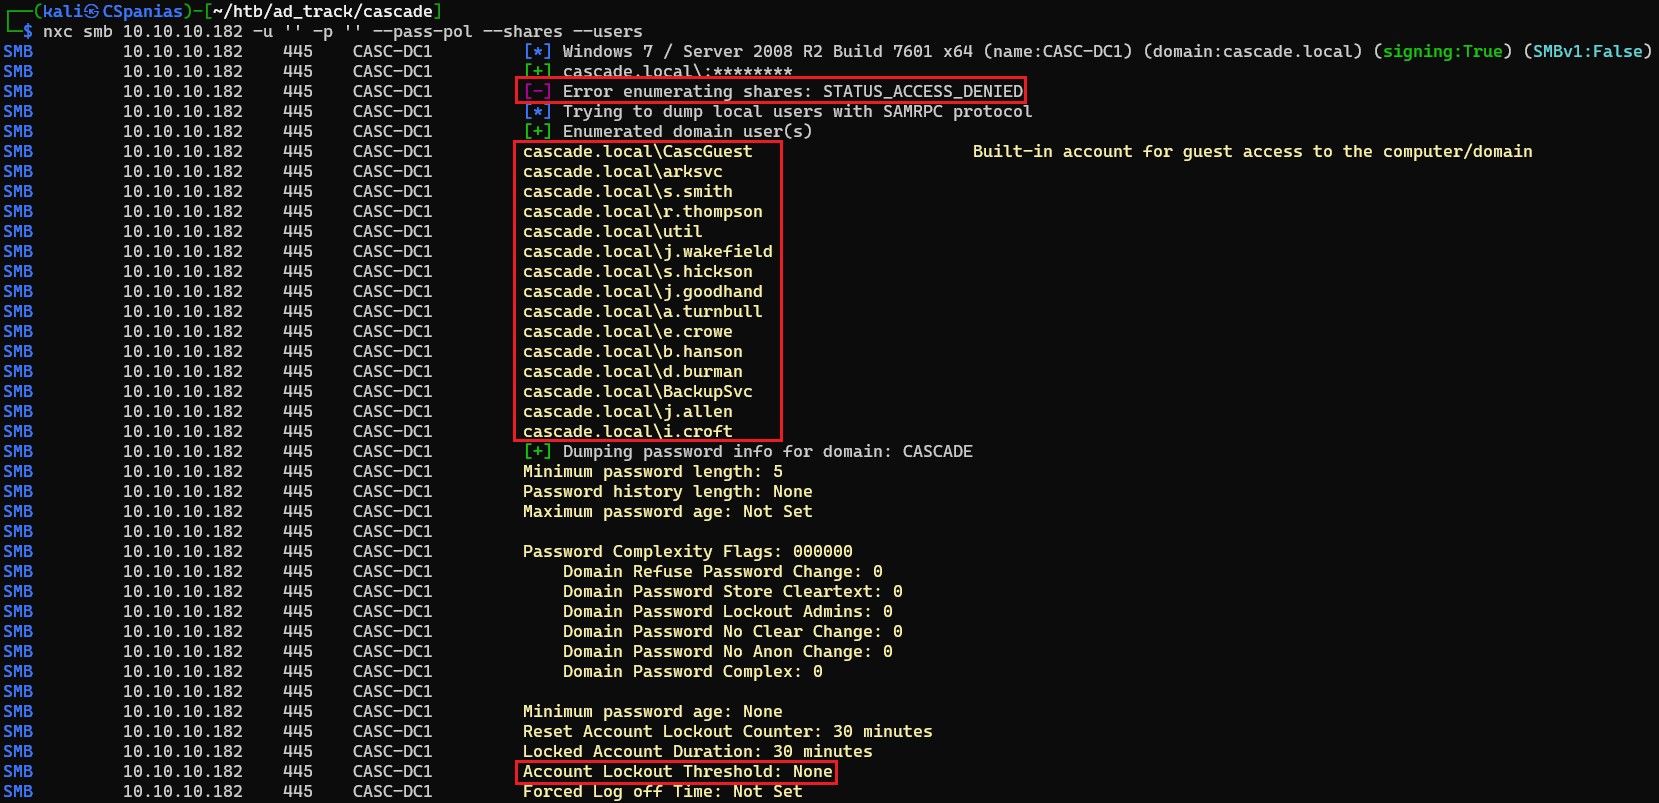 ┌──(kali㉿CSpanias)-[~/htb/ad_track/cascade]
└─$ nxc smb 10.10.10.182 -u '' -p '' --pass-pol --shares --users
SMB 10.10.10.182 445 CASC-DC1 [*] Windows 7 / Server 2008 R2 Build 7601 x64 (name:CASC-DC1) (domain:cascade.local) (signing:True) (SMBv1:False)
SMB 10.10.10.182 445 CASC-DC1 [+] cascade.local\:********
SMB 10.10.10.182 445 CASC-DC1 [-] Error enumerating shares: STATUS_ACCESS_DENIED
SMB 10.10.10.182 445 CASC-DC1 [*] Trying to dump local users with SAMRPC protocol
SMB 10.10.10.182 445 CASC-DC1 [+] Enumerated domain user(s)
SMB 10.10.10.182 445 CASC-DC1 cascade.local\CascGuest Built-in account for guest access to the computer/domain
SMB 10.10.10.182 445 CASC-DC1 cascade.local\arksvc
SMB 10.10.10.182 445 CASC-DC1 cascade.local\s.smith
SMB 10.10.10.182 445 CASC-DC1 cascade.local\r.thompson
SMB 10.10.10.182 445 CASC-DC1 cascade.local\util
SMB 10.10.10.182 445 CASC-DC1 cascade.local\j.wakefield
SMB 10.10.10.182 445 CASC-DC1 cascade.local\s.hickson
SMB 10.10.10.182 445 CASC-DC1 cascade.local\j.goodhand
SMB 10.10.10.182 445 CASC-DC1 cascade.local\a.turnbull
SMB 10.10.10.182 445 CASC-DC1 cascade.local\e.crowe
SMB 10.10.10.182 445 CASC-DC1 cascade.local\b.hanson
SMB 10.10.10.182 445 CASC-DC1 cascade.local\d.burman
SMB 10.10.10.182 445 CASC-DC1 cascade.local\BackupSvc
SMB 10.10.10.182 445 CASC-DC1 cascade.local\j.allen
SMB 10.10.10.182 445 CASC-DC1 cascade.local\i.croft
SMB 10.10.10.182 445 CASC-DC1 [+] Dumping password info for domain: CASCADE
SMB 10.10.10.182 445 CASC-DC1 Minimum password length: 5
SMB 10.10.10.182 445 CASC-DC1 Password history length: None
SMB 10.10.10.182 445 CASC-DC1 Maximum password age: Not Set
SMB 10.10.10.182 445 CASC-DC1
SMB 10.10.10.182 445 CASC-DC1 Password Complexity Flags: 000000
SMB 10.10.10.182 445 CASC-DC1 Domain Refuse Password Change: 0
SMB 10.10.10.182 445 CASC-DC1 Domain Password Store Cleartext: 0
SMB 10.10.10.182 445 CASC-DC1 Domain Password Lockout Admins: 0
SMB 10.10.10.182 445 CASC-DC1 Domain Password No Clear Change: 0
SMB 10.10.10.182 445 CASC-DC1 Domain Password No Anon Change: 0
SMB 10.10.10.182 445 CASC-DC1 Domain Password Complex: 0
SMB 10.10.10.182 445 CASC-DC1
SMB 10.10.10.182 445 CASC-DC1 Minimum password age: None
SMB 10.10.10.182 445 CASC-DC1 Reset Account Lockout Counter: 30 minutes
SMB 10.10.10.182 445 CASC-DC1 Locked Account Duration: 30 minutes
SMB 10.10.10.182 445 CASC-DC1 Account Lockout Threshold: None
SMB 10.10.10.182 445 CASC-DC1 Forced Log off Time: Not Set